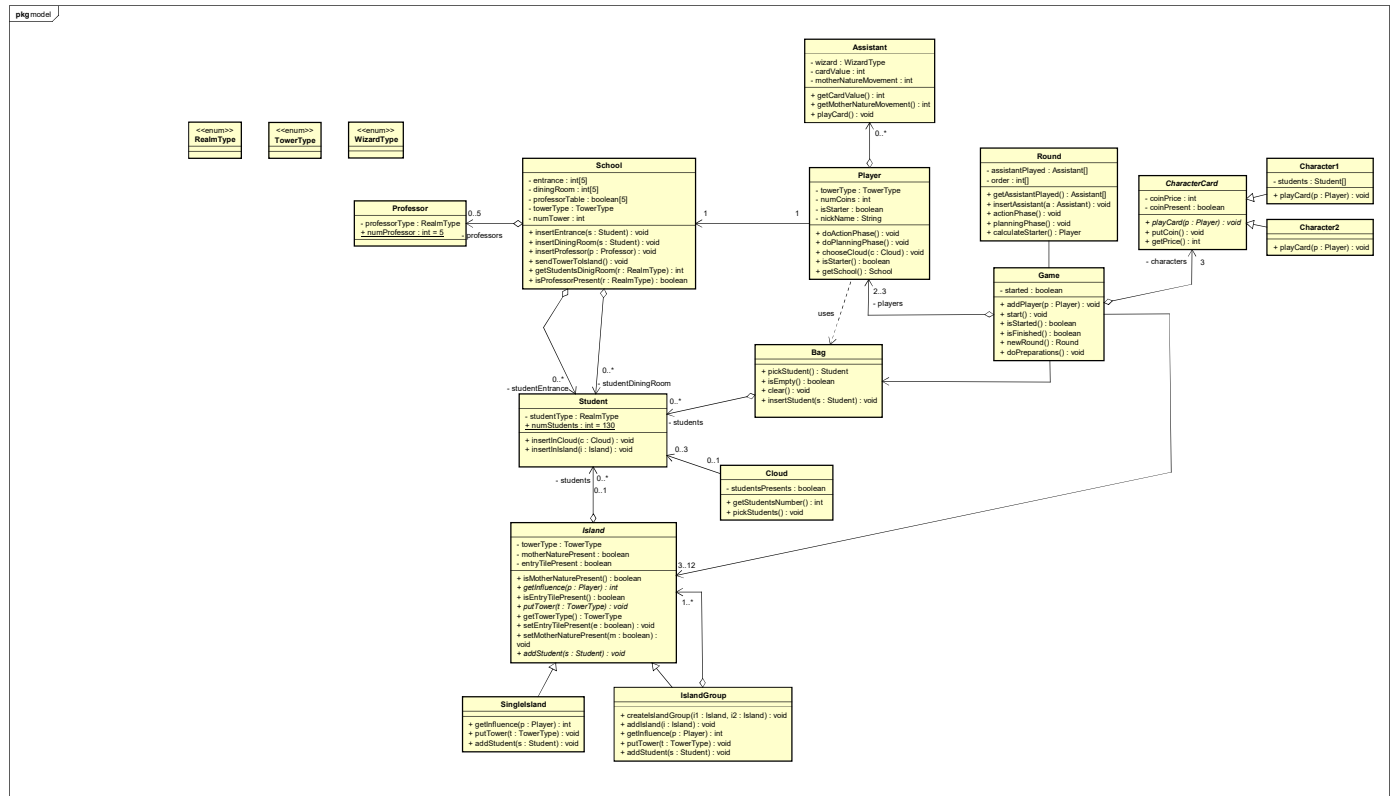 pkg model
Assistant
- wizard : WizardType
- cardValue : int
- motherNatureMovement : int
+ getCardValue() : int
+ getMotherNatureMovement() : int
+ playCard() : void
0..*
<<enum>>
RealmType
<<enum>>
TowerType
<<enum>>
WizardType
School
- entrance : int[5]
- diningRoom : int[5]
- professorTable : boolean[5]
- towerType : TowerType
- numTower : int
+ insertEntrance(s : Student) : void
+ insertDiningRoom(s : Student) : void
+ insertProfessor(p : Professor) : void
+ sendTowerToIsland() : void
+ getStudentsDinigRoom(r : RealmType) : int
+ isProfessorPresent(r : RealmType) : boolean
Professor
- professorType : RealmType
+ numProfessor : int = 5
0..5
- professors
1
1
Player
- towerType : TowerType
- numCoins : int
- isStarter : boolean
- nickName : String
+ doActionPhase() : void
+ doPlanningPhase() : void
+ chooseCloud(c : Cloud) : void
+ isStarter() : boolean
+ getSchool() : School
Round
- assistantPlayed : Assistant[]
- order : int[]
+ getAssistantPlayed() : Assistant[]
+ insertAssistant(a : Assistant) : void
+ actionPhase() : void
+ planningPhase() : void
+ calculateStarter() : Player
CharacterCard
- coinPrice : int
- coinPresent : boolean
+ playCard(p : Player) : void
+ putCoin() : void
+ getPrice() : int
Character1
- students : Student[]
+ playCard(p : Player) : void
Character2
+ playCard(p : Player) : void
- characters
3
Game
- started : boolean
+ addPlayer(p : Player) : void
+ start() : void
+ isStarted() : boolean
+ isFinished() : boolean
+ newRound() : Round
+ doPreparations() : void
2..3
- players
uses
Bag
+ pickStudent() : Student
+ isEmpty() : boolean
+ clear() : void
+ insertStudent(s : Student) : void
0..*
- studentEntrance
0..*
- studentDiningRoom
0..*
- students
Student
- studentType : RealmType
+ numStudents : int = 130
+ insertInCloud(c : Cloud) : void
+ insertInIsland(i : Island) : void
0..3
0..1
Cloud
- studentsPresents : boolean
+ getStudentsNumber() : int
+ pickStudents() : void
- students
0..*
0..1
Island
- towerType : TowerType
- motherNaturePresent : boolean
- entryTilePresent : boolean
+ isMotherNaturePresent() : boolean
+ getInfluence(p : Player) : int
+ isEntryTilePresent() : boolean
+ putTower(t : TowerType) : void
+ getTowerType() : TowerType
+ setEntryTilePresent(e : boolean) : void
+ setMotherNaturePresent(m : boolean) :
void
+ addStudent(s : Student) : void
3..12
1..*
SingleIsland
+ getInfluence(p : Player) : int
+ putTower(t : TowerType) : void
+ addStudent(s : Student) : void
IslandGroup
+ createIslandGroup(i1 : Island, i2 : Island) : void
+ addIsland(i : Island) : void
+ getInfluence(p : Player) : int
+ putTower(t : TowerType) : void
+ addStudent(s : Student) : void